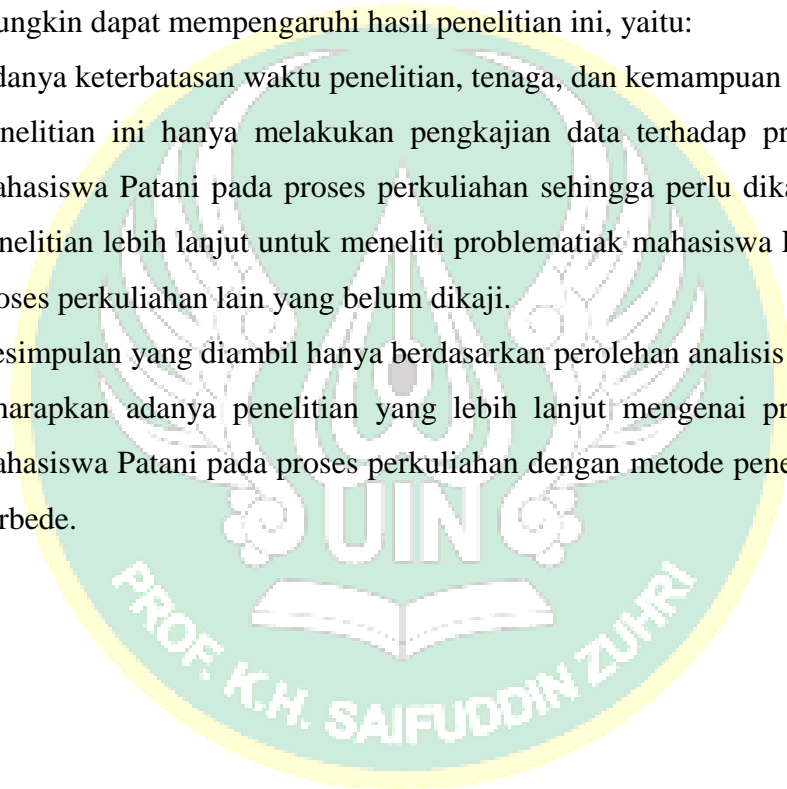 ungkin dapat mempengaruhi hasil penelitian ini, yaitu:
danya keterbatasan waktu penelitian, tenaga, dan kemampuan
enelitian ini hanya melakukan pengkajian data terhadap pr
ahasiswa Patani pada proses perkuliahan sehingga perlu dika
enelitian lebih lanjut untuk meneliti problematiak mahasiswa
oses perkuliahan lain yang belum dikaji.
esimpulan yang diambil hanya berdasarkan perolehan analisis
harapkan adanya penelitian yang lebih lanjut mengenai pr
ahasiswa Patani pada proses perkuliahan dengan metode pene
rbede.
UIN
PROF. K.H. SAIFUDDIN ZUHRI